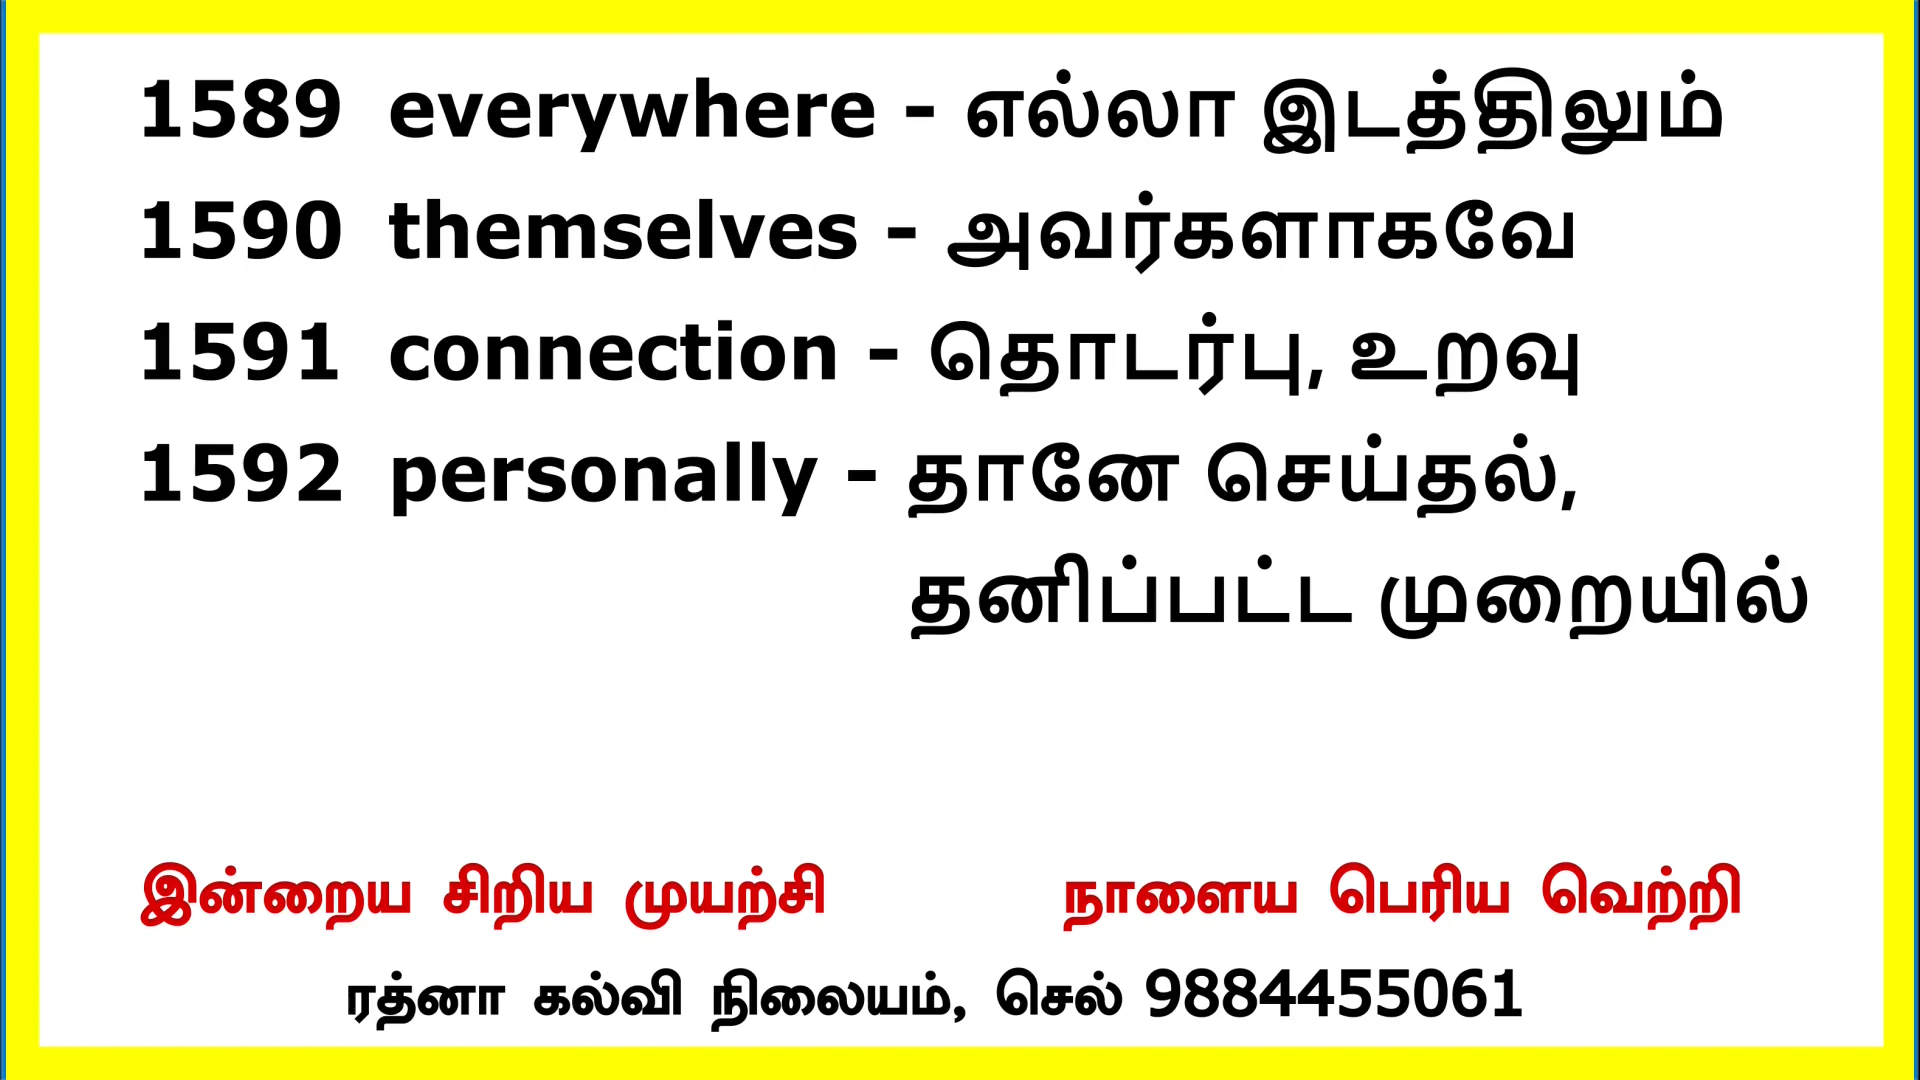 1589 everywhere - எல்லா இடத்திலும்
1590 themselves - அவர்களாகவே
1591 connection - தொடர்பு, உறவு
1592 personally - தானே செய்தல்,
தனிப்பட்ட முறையில்
இன்றைய சிறிய முயற்சி நாளைய பெரிய வெற்றி
ரத்னா கல்வி நிலையம், செல் 9884455061